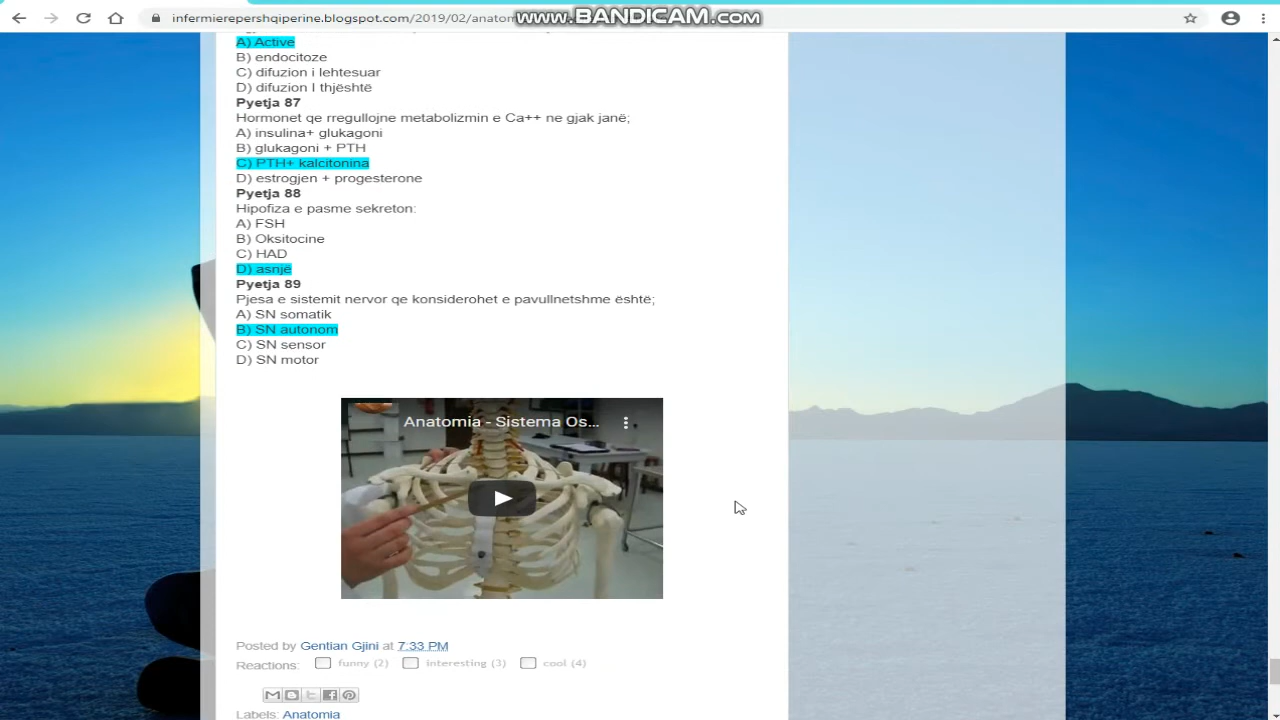 infermierepershqiperine.blogspot.com/2019/02/anatom
www.BANDICAM.com
A) Active
B) endocitoze
C) difuzion i lehtesuar
D) difuzion I thjështë
Pyetja 87
Hormonet qe rregullojne metabolizmin e Ca++ ne gjak janë;
A) insulina+ glukagoni
B) glukagoni + PTH
C) PTH+ kalcitonina
D) estrogjen + progesterone
Pyetja 88
Hipofiza e pasme sekreton:
A) FSH
B) Oksitocine
C) HAD
D) asnje
Pyetja 89
Pjesa e sistemit nervor qe konsiderohet e pavullnetshme është;
A) SN somatik
B) SN autonom
C) SN sensor
D) SN motor
Anatomia - Sistema Os...
Posted by Gentian Gjini at 7:33 PM
Reactions: funny (2) interesting (3) cool (4)
Labels: Anatomia